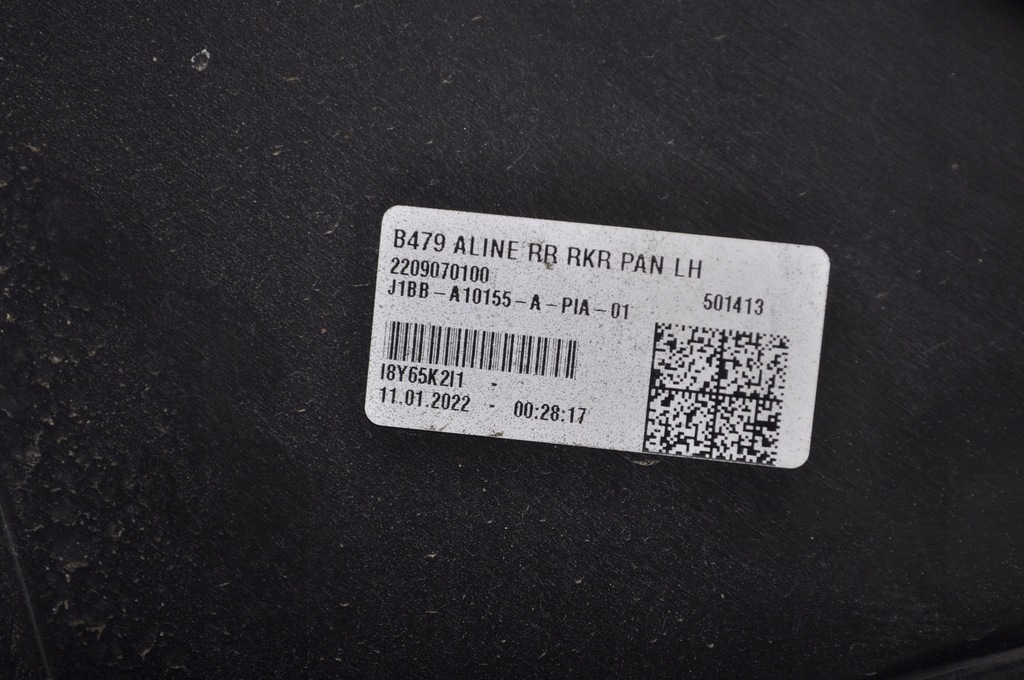 B479 ALINE RR RKR PAN LH
2209070100
J1BB-A10155-A-PIA-01 501413
I8Y65K2I1 -
11.01.2022 - 00:28:17